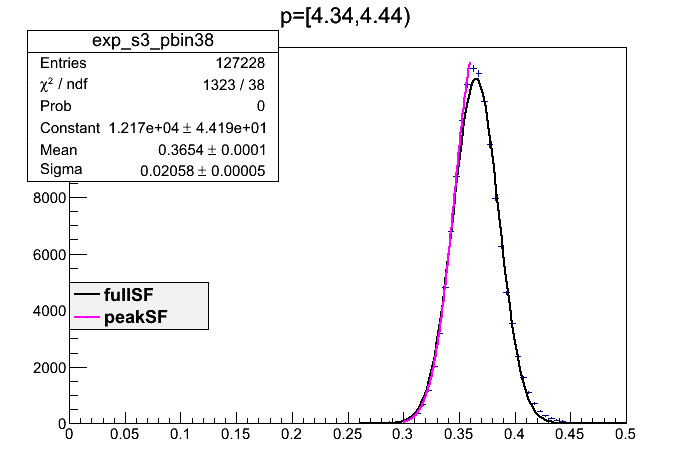 p=[4.34,4.44)
exp_s3_pbin38
Entries 127228
χ² / ndf 1323 / 38
Prob 0
Constant 1.217e+04 ± 4.419e+01
Mean 0.3654 ± 0.0001
Sigma 0.02058 ± 0.00005
8000
6000
4000
2000
0
fullSF
peakSF
0 0.05 0.1 0.15 0.2 0.25 0.3 0.35 0.4 0.45 0.5